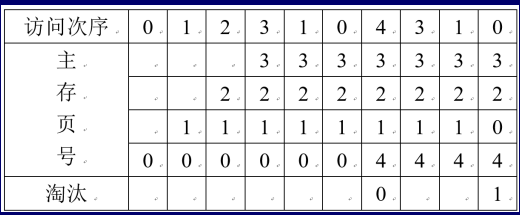 访问次序 0 1 2 3 1 0 4 3 1 0
主 3 3 3 3 3 3 3
存 2 2 2 2 2 2 2 2
页 1 1 1 1 1 1 1 1 0
号 0 0 0 0 0 0 4 4 4 4
淘汰 0 1